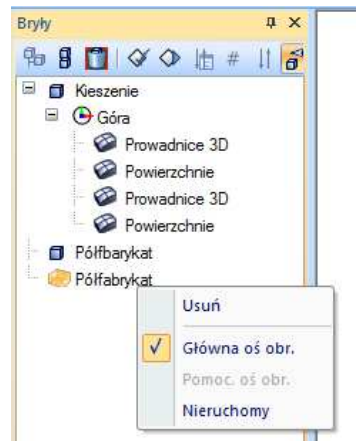 Bryły
Kieszenie
Góra
Prowadnice 3D
Powierzchnie
Prowadnice 3D
Powierzchnie
Półfbarykat
Półfabrykat
Usuń
Główna oś obr.
Pomoc. oś obr.
Nieruchomy